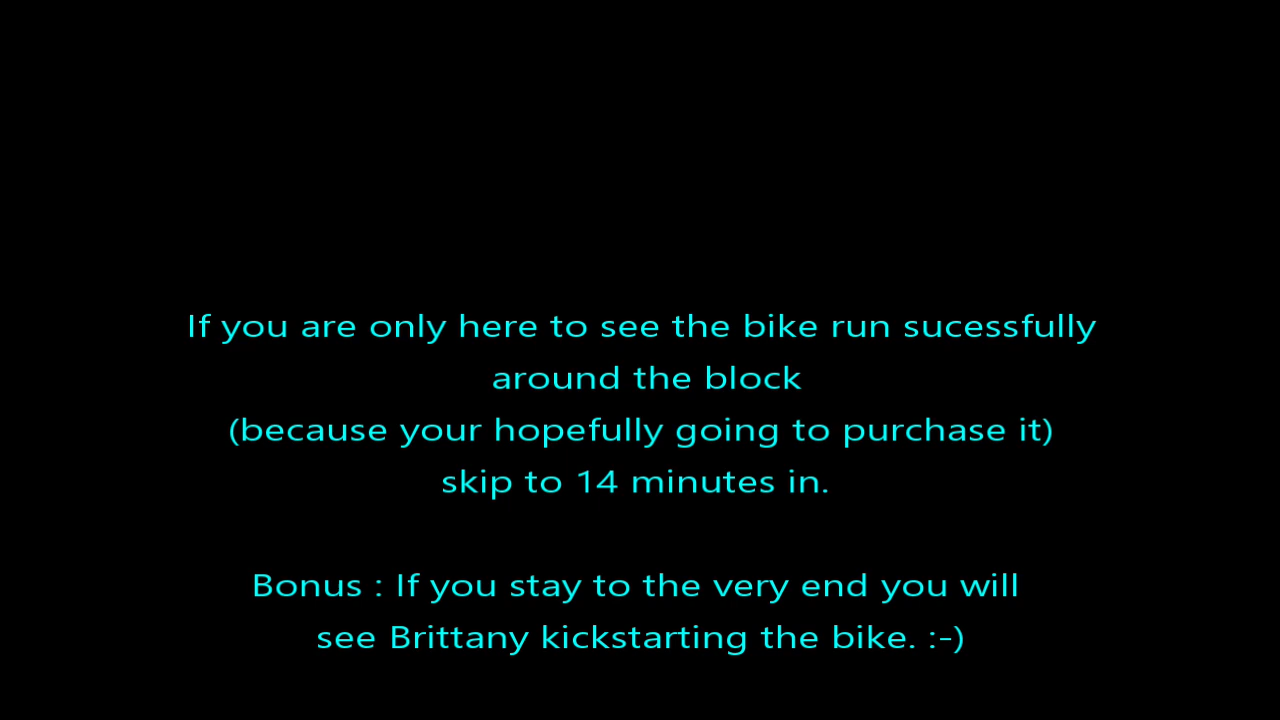 If you are only here to see the bike run sucessfully
around the block
(because your hopefully going to purchase it)
skip to 14 minutes in.
Bonus : If you stay to the very end you will
see Brittany kickstarting the bike. :-)